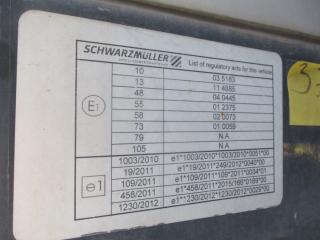 SCHWARZMÜLLER
List of regulatory acts for this vehicle
10 03 5183
13 11 4885
48 04 0445
E1 55 01 2375
58 02 0073
73 01 0059
79 N.A.
105 N.A.
1003/2010 e1*1003/2010*1003/2010*0051*00
19/2011 e1*19/2011*249/2012*0040*00
e1 109/2011 e1*109/2011*109/2011*0034*01
458/2011 e1*458/2011*2015/166*0189*00
1230/2012 e1*1230/2012*1230/2012*0029*00